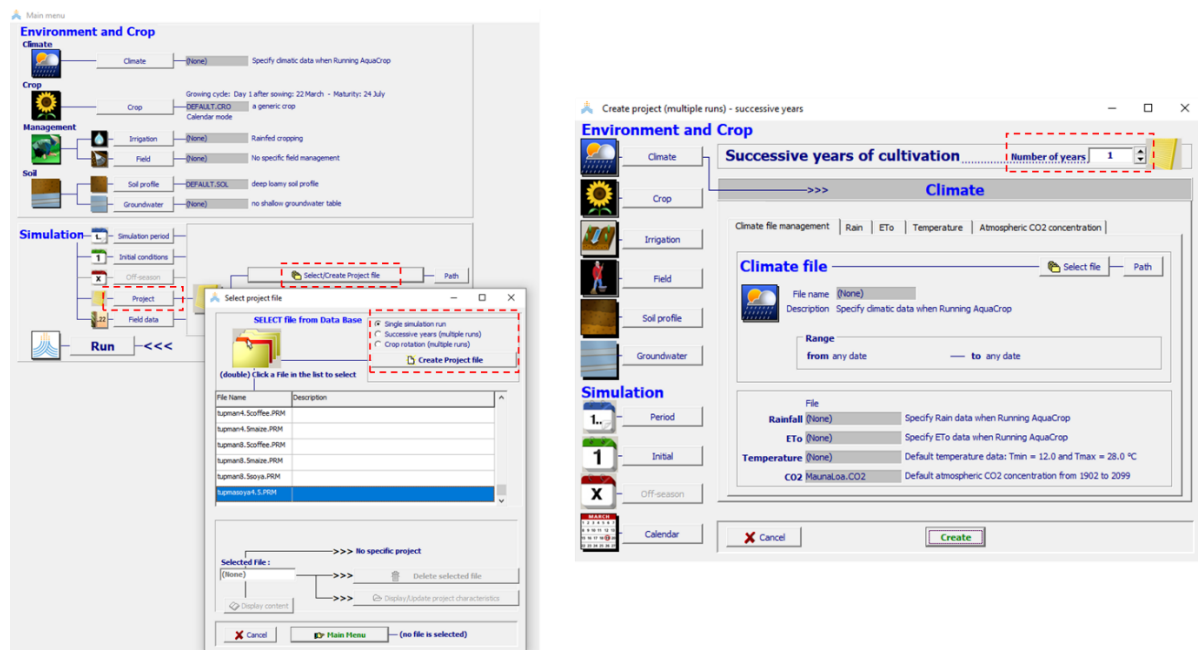 Main menu
Environment and Crop
Climate
Climate (None) Specify climatic data when Running AquaCrop
Crop
Growing cycle: Day 1 after sowing: 22 March - Maturity: 24 July
Crop DEFAULT.CRO a generic crop
Calendar mode
Management
Irrigation (None) Rainfed cropping
Field (None) No specific field management
Soil
Soil profile DEFAULT.SOL deep loamy soil profile
Groundwater (None) no shallow groundwater table
Simulation
1.. Simulation period
1 Initial conditions
Select/Create Project file Path
X Off-season
Project
Field data
Run <<<
Select project file
SELECT file from Data Base
Single simulation run
Successive years (multiple runs)
Crop rotation (multiple runs)
Create Project file
(double) Click a File in the list to select
File Name Description
tupman4.5coffee.PRM
tupman4.5maize.PRM
tupman8.5coffee.PRM
tupman8.5maize.PRM
tupman8.5soya.PRM
tupmasoya4.5.PRM
>>> No specific project
Selected File :
(None) >>> Delete selected file
>>> Display/Update project characteristics
Display content
Cancel Main Menu (no file is selected)
Create project (multiple runs) - successive years
Environment and Crop
Climate
Crop
Irrigation
Field
Soil profile
Groundwater
Simulation
1.. Period
1 Initial
X Off-season
MARCH
Calendar
Successive years of cultivation Number of years 1
>>> Climate
Climate file management Rain ETo Temperature Atmospheric CO2 concentration
Climate file Select file Path
File name (None)
Description Specify climatic data when Running AquaCrop
Range
from any date to any date
File
Rainfall (None) Specify Rain data when Running AquaCrop
ETo (None) Specify ETo data when Running AquaCrop
Temperature (None) Default temperature data: Tmin = 12.0 and Tmax = 28.0 °C
CO2 MaunaLoa.CO2 Default atmospheric CO2 concentration from 1902 to 2099
Cancel Create